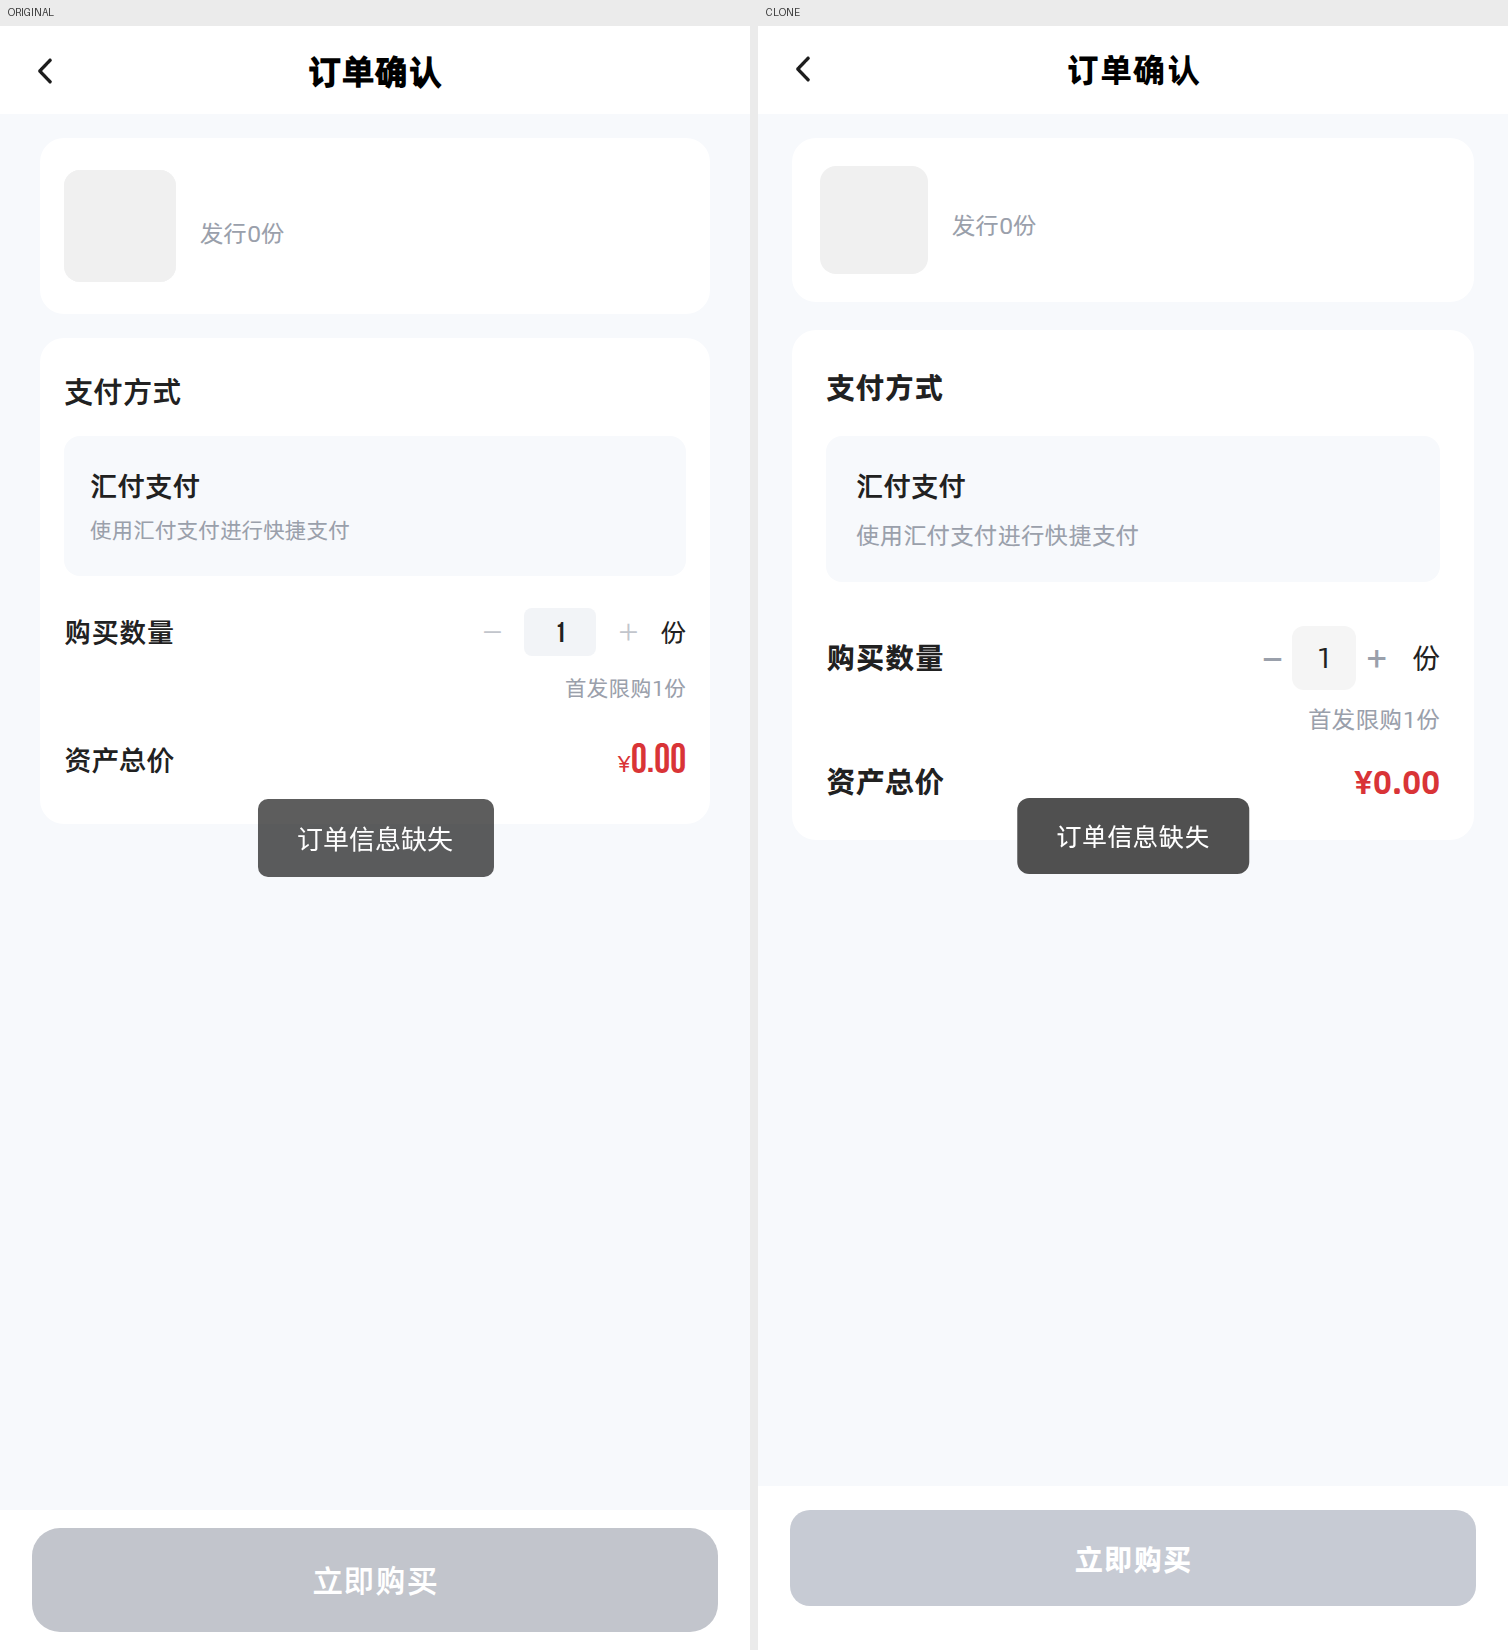 ORIGINAL
订单确认
发行0份
支付方式
汇付支付
使用汇付支付进行快捷支付
购买数量
− 1 + 份
首发限购1份
资产总价
¥0.00
订单信息缺失
立即购买
CLONE
订单确认
发行0份
支付方式
汇付支付
使用汇付支付进行快捷支付
购买数量
− 1 + 份
首发限购1份
资产总价
¥0.00
订单信息缺失
立即购买